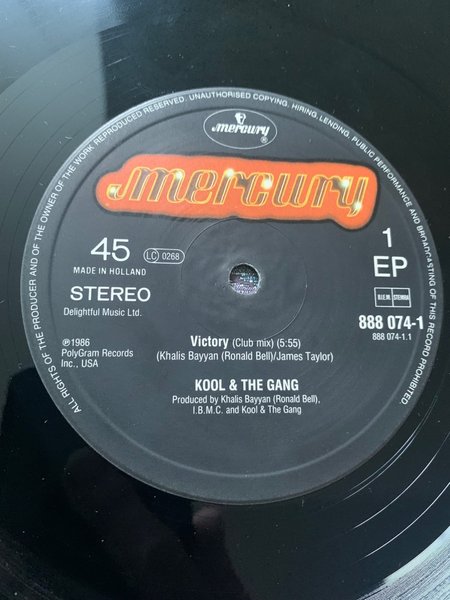 ALL RIGHTS OF THE PRODUCER AND OF THE OWNER OF THE WORK REPRODUCED RESERVED. UNAUTHORISED COPYING, HIRING, LENDING, PUBLIC PERFORMANCE AND BROADCASTING OF THIS RECORD PROHIBITED.
mercury ®
mercury
45
LC 0268
MADE IN HOLLAND
STEREO
Delightful Music Ltd.
℗1986
PolyGram Records
Inc., USA
1
EP
B.I.E.M. STEMRA
888 074-1
888 074-1.1
Victory (Club mix) (5:55)
(Khalis Bayyan (Ronald Bell)/James Taylor)
KOOL & THE GANG
Produced by Khalis Bayyan (Ronald Bell),
I.B.M.C. and Kool & The Gang